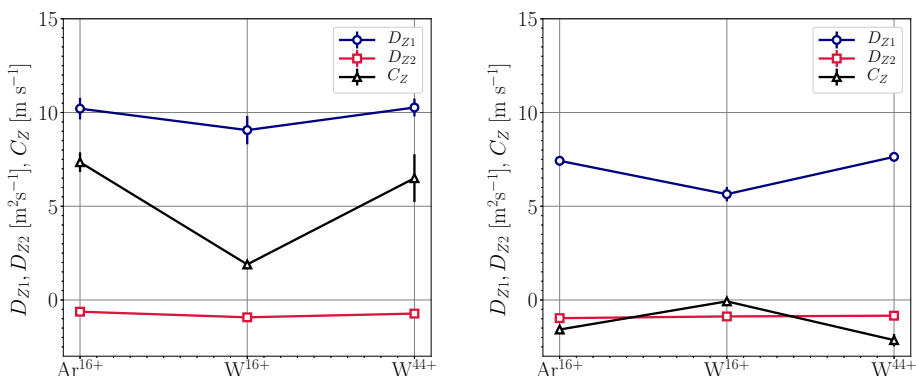 15
10
5
0
D_{Z1}, D_{Z2} [m²s⁻¹], C_Z [m s⁻¹]
D_{Z1}
D_{Z2}
C_Z
Ar¹⁶⁺ W¹⁶⁺ W⁴⁴⁺
15
10
5
0
D_{Z1}, D_{Z2} [m²s⁻¹], C_Z [m s⁻¹]
D_{Z1}
D_{Z2}
C_Z
Ar¹⁶⁺ W¹⁶⁺ W⁴⁴⁺